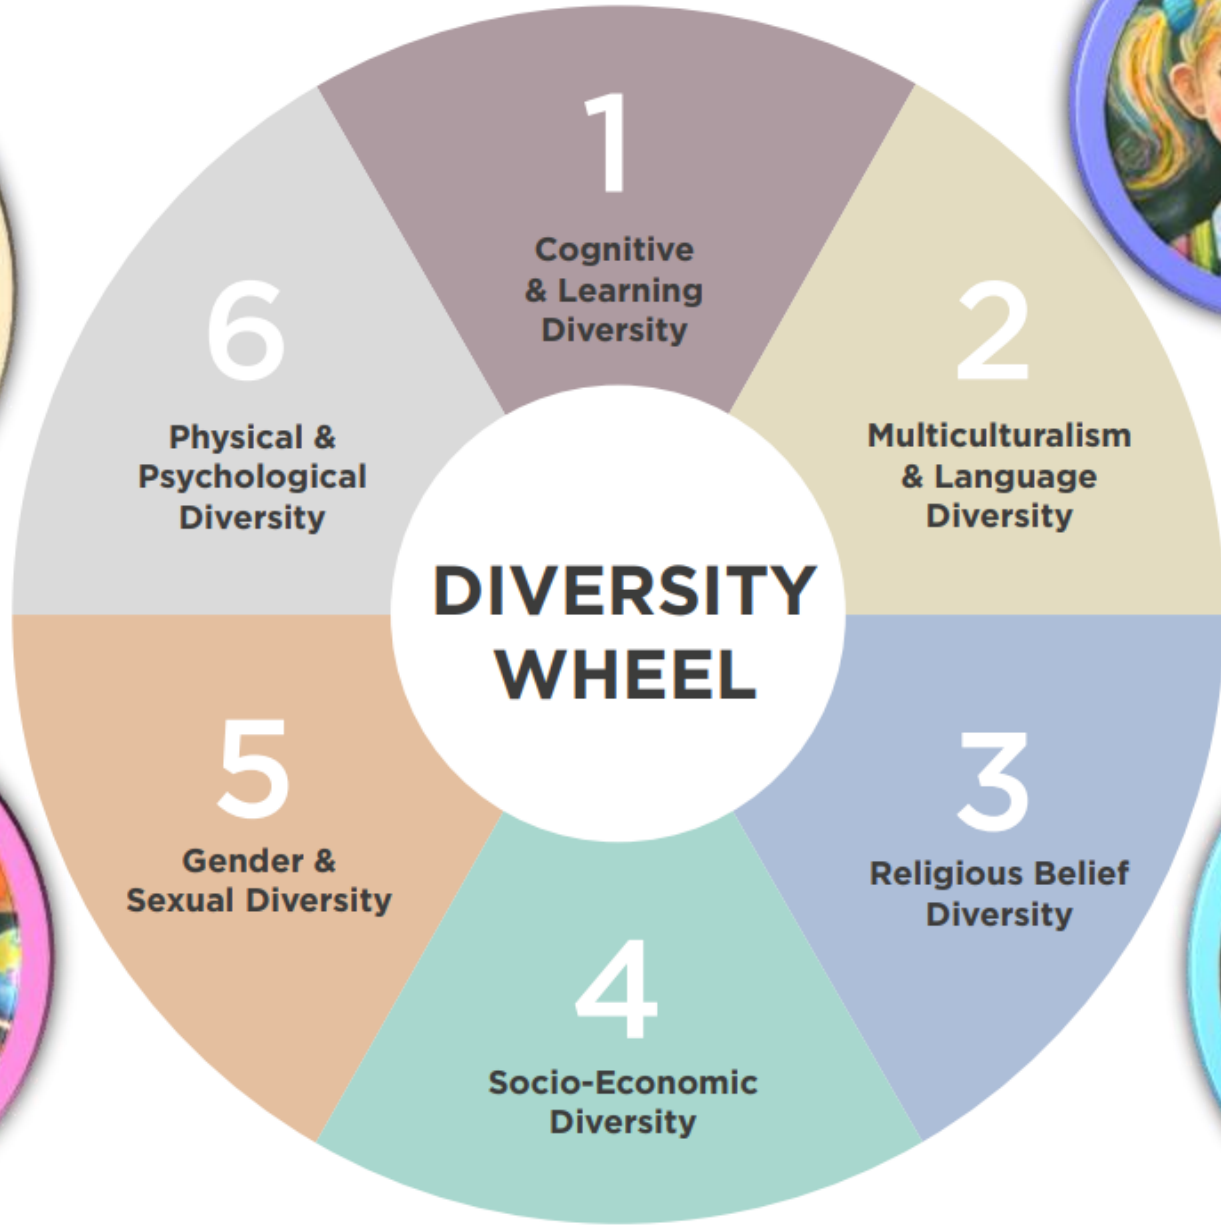 1
Cognitive
& Learning
Diversity
2
Multiculturalism
& Language
Diversity
3
Religious Belief
Diversity
4
Socio-Economic
Diversity
5
Gender &
Sexual Diversity
6
Physical &
Psychological
Diversity
DIVERSITY
WHEEL